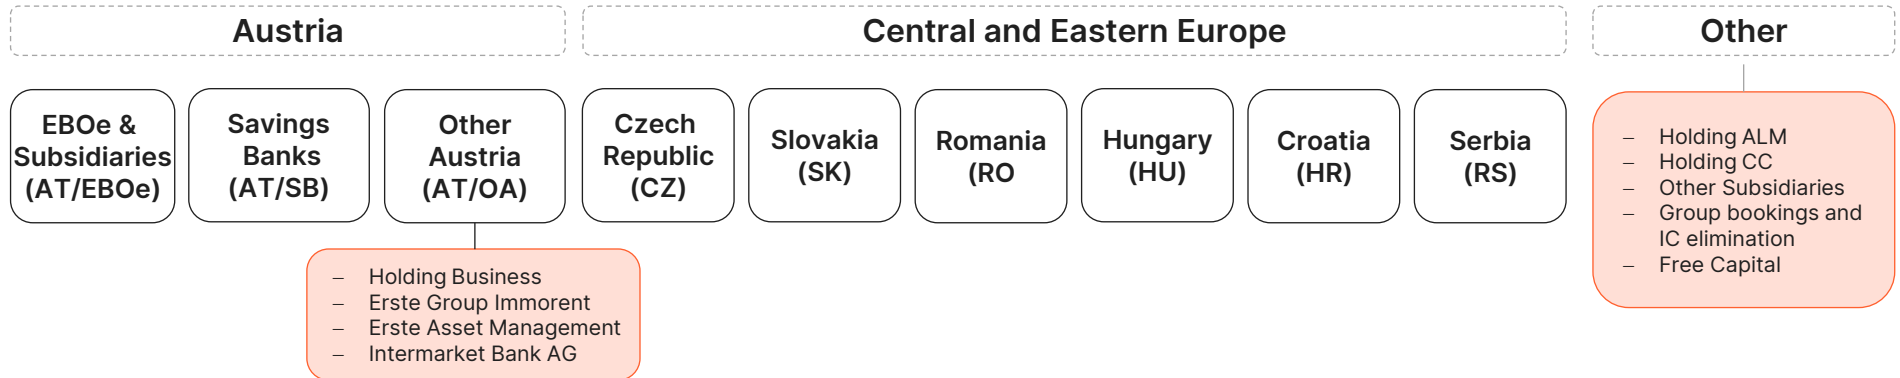 Austria
Central and Eastern Europe
Other
EBOe &
Subsidiaries
(AT/EBOe)
Savings
Banks
(AT/SB)
Other
Austria
(AT/OA)
Czech
Republic
(CZ)
Slovakia
(SK)
Romania
(RO
Hungary
(HU)
Croatia
(HR)
Serbia
(RS)
– Holding Business
– Erste Group Immorent
– Erste Asset Management
– Intermarket Bank AG
– Holding ALM
– Holding CC
– Other Subsidiaries
– Group bookings and
IC elimination
– Free Capital